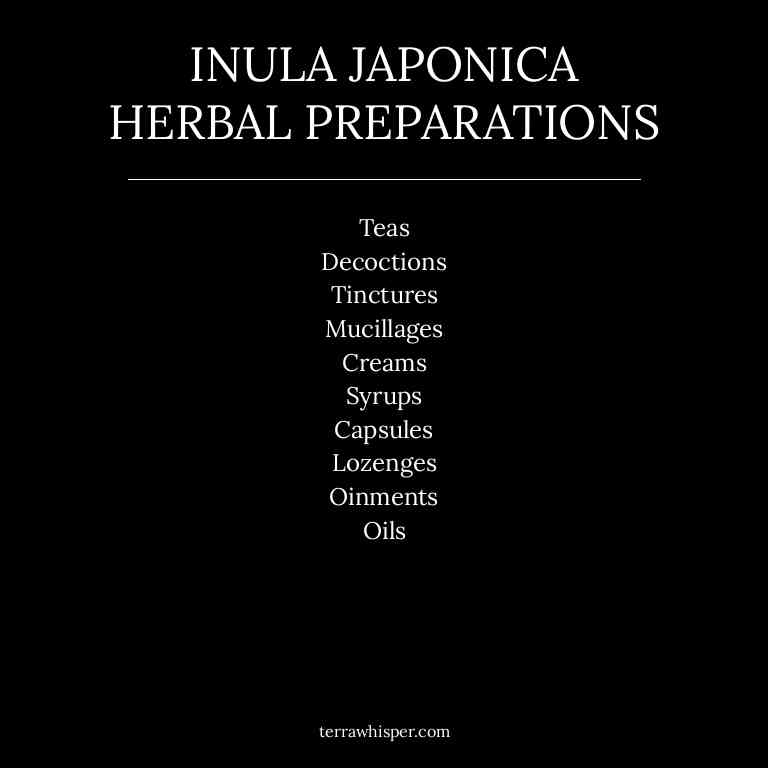 INULA JAPONICA
HERBAL PREPARATIONS
Teas
Decoctions
Tinctures
Mucillages
Creams
Syrups
Capsules
Lozenges
Oinments
Oils
terrawhisper.com